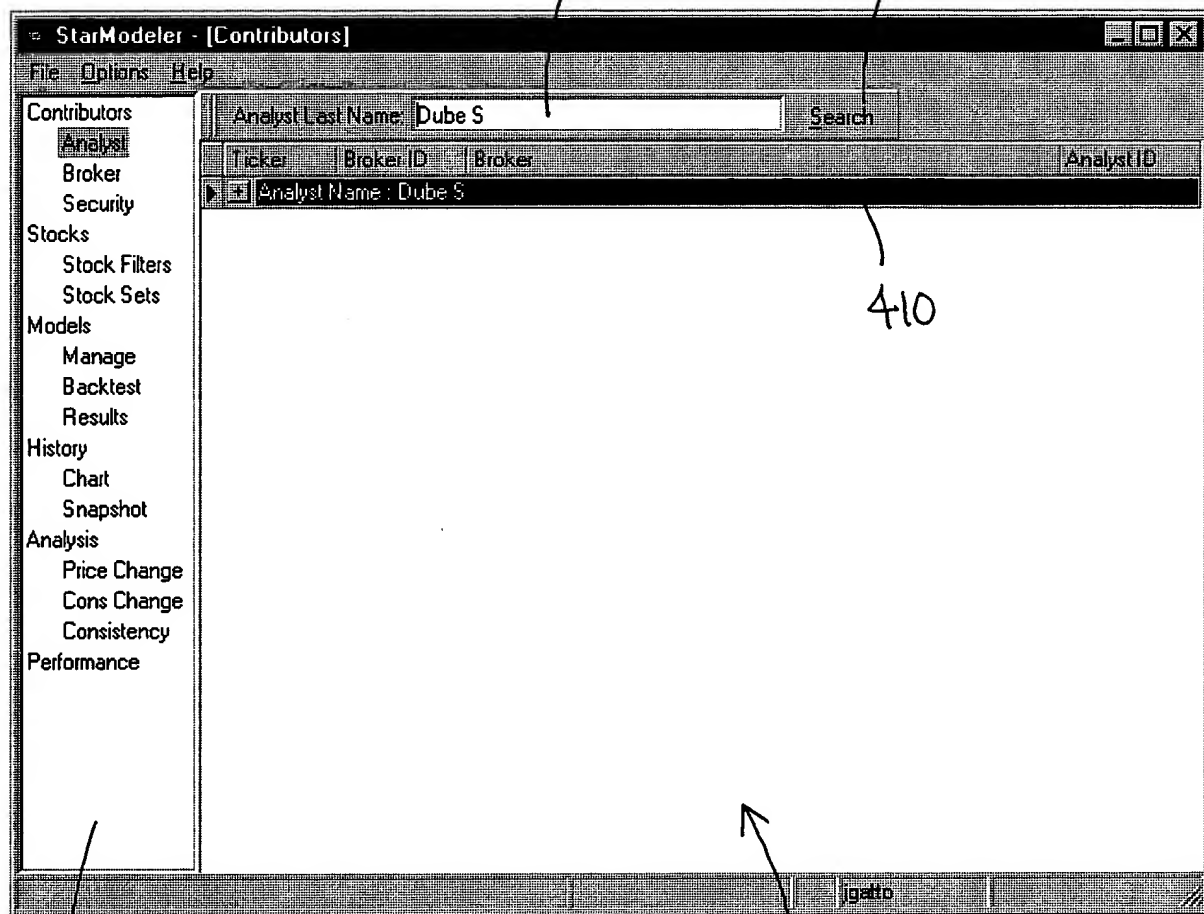 StarModeler - [Contributors]
File Options Help
Contributors
Analyst
Broker
Security
Stocks
Stock Filters
Stock Sets
Models
Manage
Backtest
Results
History
Chart
Snapshot
Analysis
Price Change
Cons Change
Consistency
Performance
Analyst Last Name: Dube S Search
Ticker Broker ID Broker Analyst ID
Analyst Name : Dube S
410
jgatto